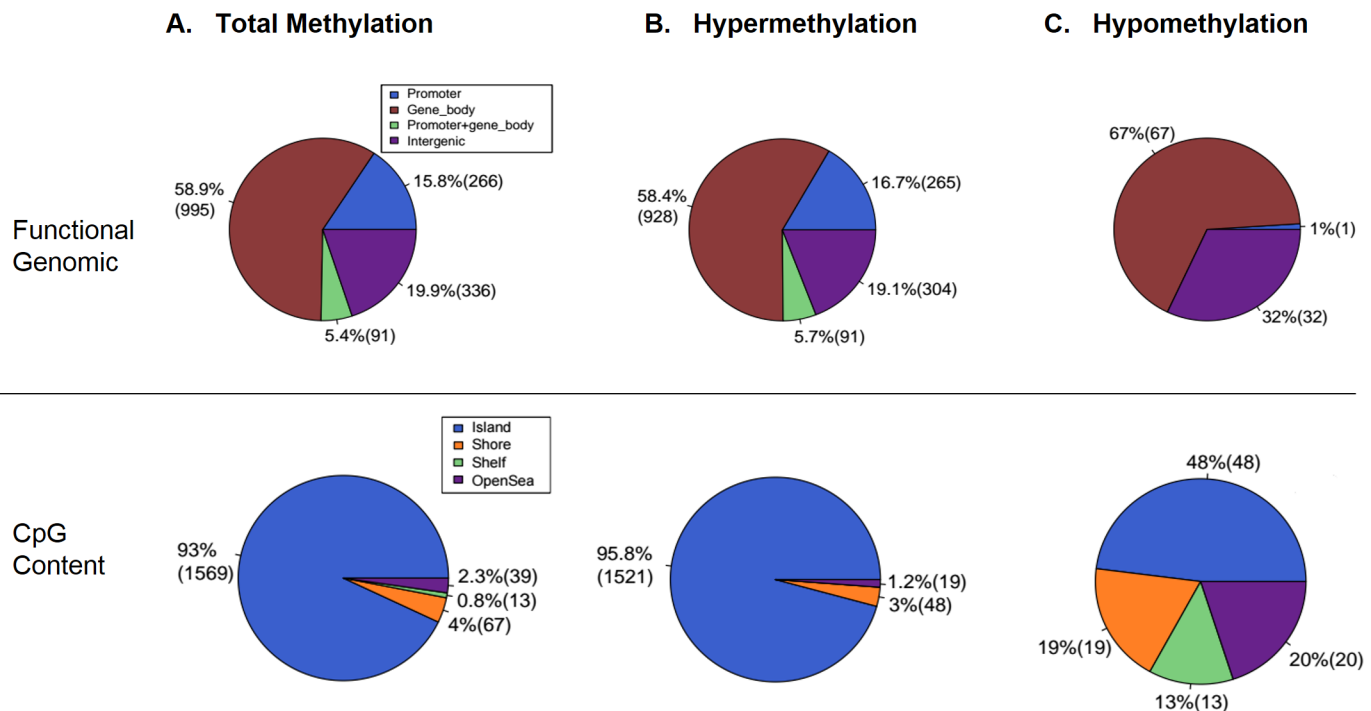 A. Total Methylation
B. Hypermethylation
C. Hypomethylation
Promoter
Gene_body
Promoter+gene_body
Intergenic
Functional
Genomic
58.9%
(995)
15.8%(266)
19.9%(336)
5.4%(91)
58.4%
(928)
16.7%(265)
19.1%(304)
5.7%(91)
67%(67)
1%(1)
32%(32)
Island
Shore
Shelf
OpenSea
CpG
Content
93%
(1569)
2.3%(39)
0.8%(13)
4%(67)
95.8%
(1521)
1.2%(19)
3%(48)
48%(48)
19%(19)
20%(20)
13%(13)